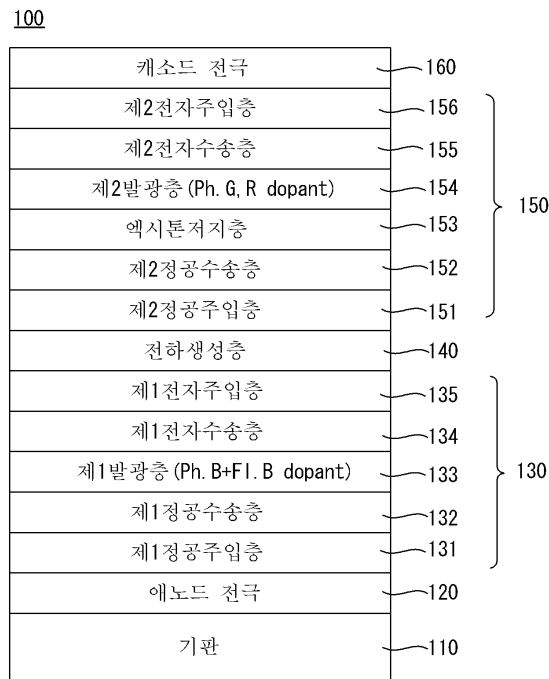 100
캐소드 전극 160
제2전자주입층 156
제2전자수송층 155
제2발광층(Ph.G,R dopant) 154
엑시톤저지층 153
150
제2정공수송층 152
제2정공주입층 151
전하생성층 140
제1전자주입층 135
제1전자수송층 134
제1발광층(Ph.B+Fl.B dopant) 133
130
제1정공수송층 132
제1정공주입층 131
애노드 전극 120
기판 110